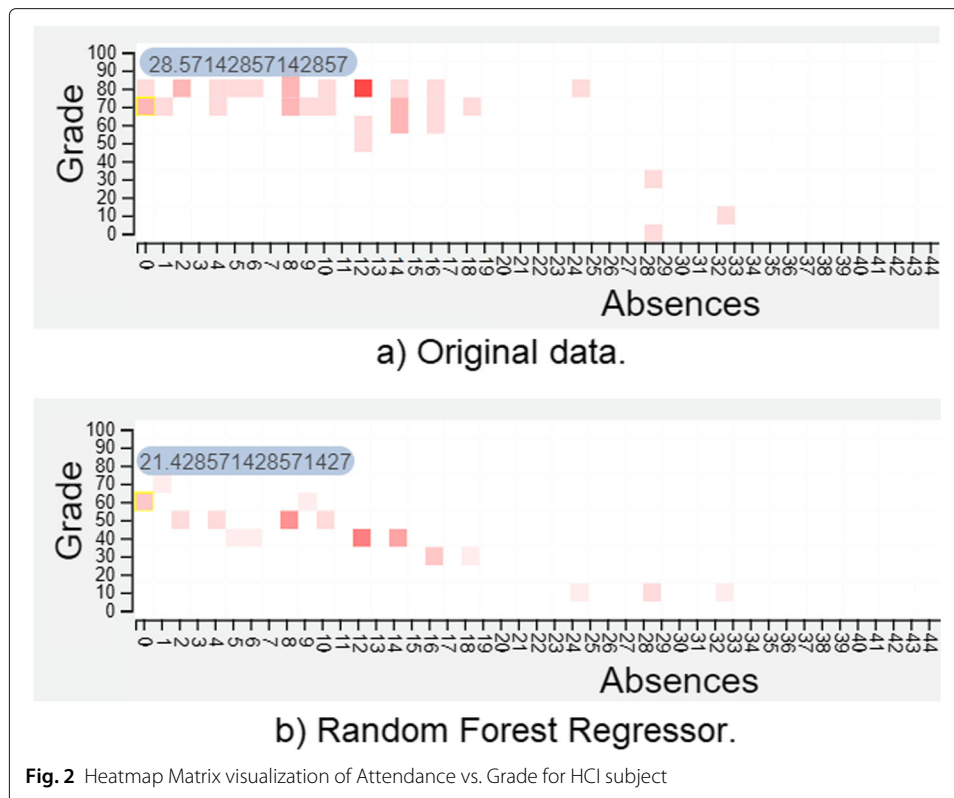 100
90
80
70
60
50
40
30
20
10
0
Grade
28.57142857142857
0 1 2 3 4 5 6 7 8 9 10 11 12 13 14 15 16 17 18 19 20 21 22 23 24 25 26 27 28 29 30 31 32 33 34 35 36 37 38 39 40 41 42 43 44
Absences
a) Original data.
100
90
80
70
60
50
40
30
20
10
0
Grade
21.428571428571427
0 1 2 3 4 5 6 7 8 9 10 11 12 13 14 15 16 17 18 19 20 21 22 23 24 25 26 27 28 29 30 31 32 33 34 35 36 37 38 39 40 41 42 43 44
Absences
b) Random Forest Regressor.
Fig. 2 Heatmap Matrix visualization of Attendance vs. Grade for HCI subject